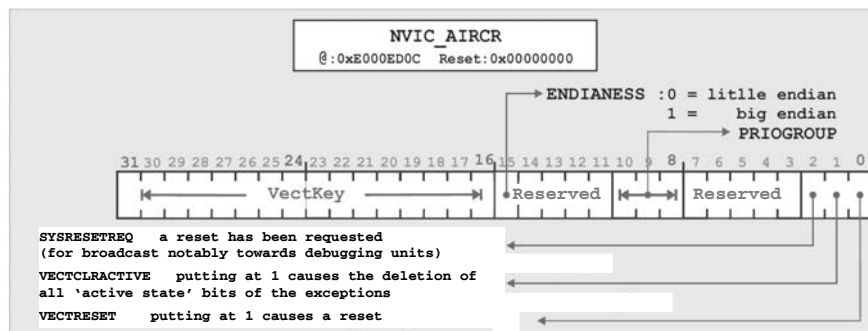 NVIC_AIRCR
@:0xE000ED0C Reset:0x00000000
ENDIANESS :0 = litlle endian
1 = big endian
PRIOGROUP
31 30 29 28 27 26 25 24 23 22 21 20 19 18 17 16 15 14 13 12 11 10 9 8 7 6 5 4 3 2 1 0
VectKey Reserved Reserved
SYSRESETREQ a reset has been requested
(for broadcast notably towards debugging units)
VECTCLRACTIVE putting at 1 causes the deletion of
all ‘active state’ bits of the exceptions
VECTRESET putting at 1 causes a reset